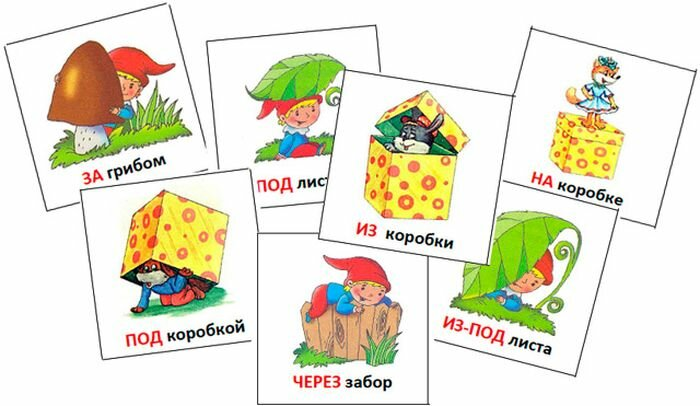 ЗА грибом
ПОД лист
ИЗ коробки
НА коробке
ПОД коробкой
ЧЕРЕЗ забор
ИЗ-ПОД листа